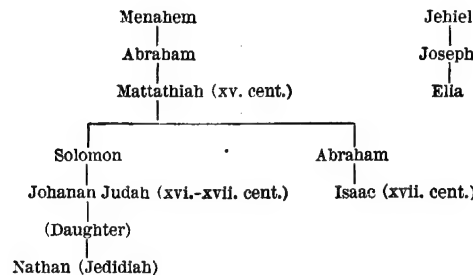 Menahem Jehiel
Abraham Joseph
Mattathiah (xv. cent.) Elia
Solomon Abraham
Johanan Judah (xvi.-xvii. cent.) Isaac (xvii. cent.)
(Daughter)
Nathan (Jedidiah)